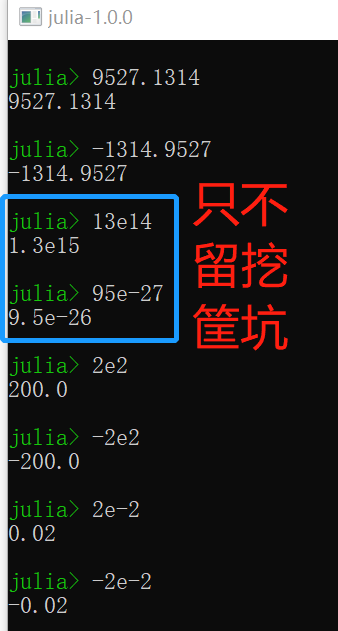 julia-1.0.0
julia> 9527.1314
9527.1314
julia> -1314.9527
-1314.9527
julia> 13e14
1.3e15
julia> 95e-27
9.5e-26
只不
留挖
筐坑
julia> 2e2
200.0
julia> -2e2
-200.0
julia> 2e-2
0.02
julia> -2e-2
-0.02